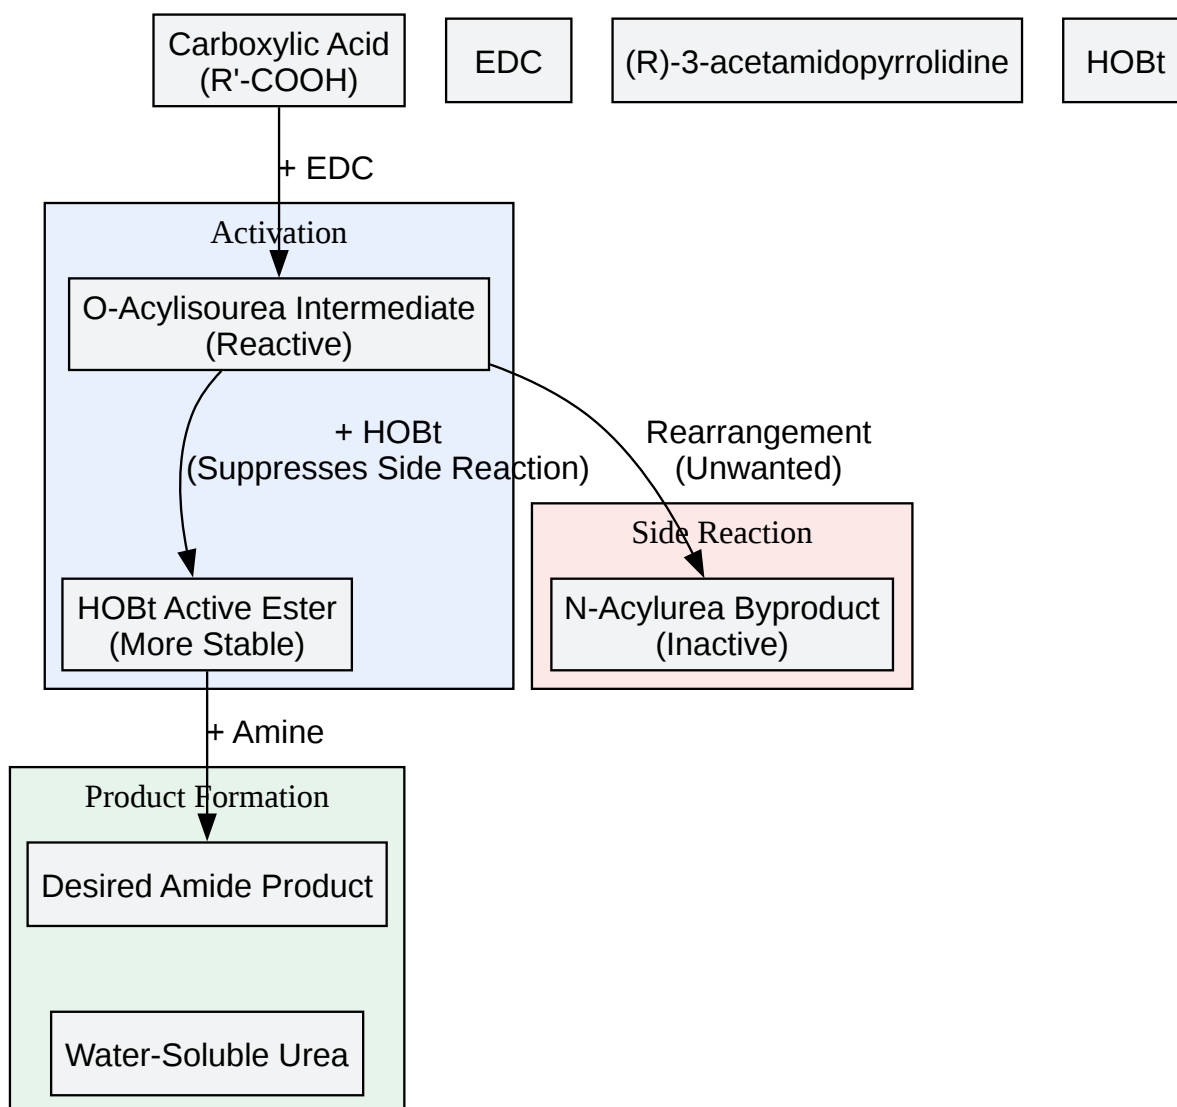 Carboxylic Acid
(R'-COOH)
EDC
(R)-3-acetamidopyrrolidine
HOBt
+ EDC
Activation
O-Acylisourea Intermediate
(Reactive)
+ HOBt
(Suppresses Side Reaction)
Rearrangement
(Unwanted)
Side Reaction
HOBt Active Ester
(More Stable)
N-Acylurea Byproduct
(Inactive)
+ Amine
Product Formation
Desired Amide Product
Water-Soluble Urea